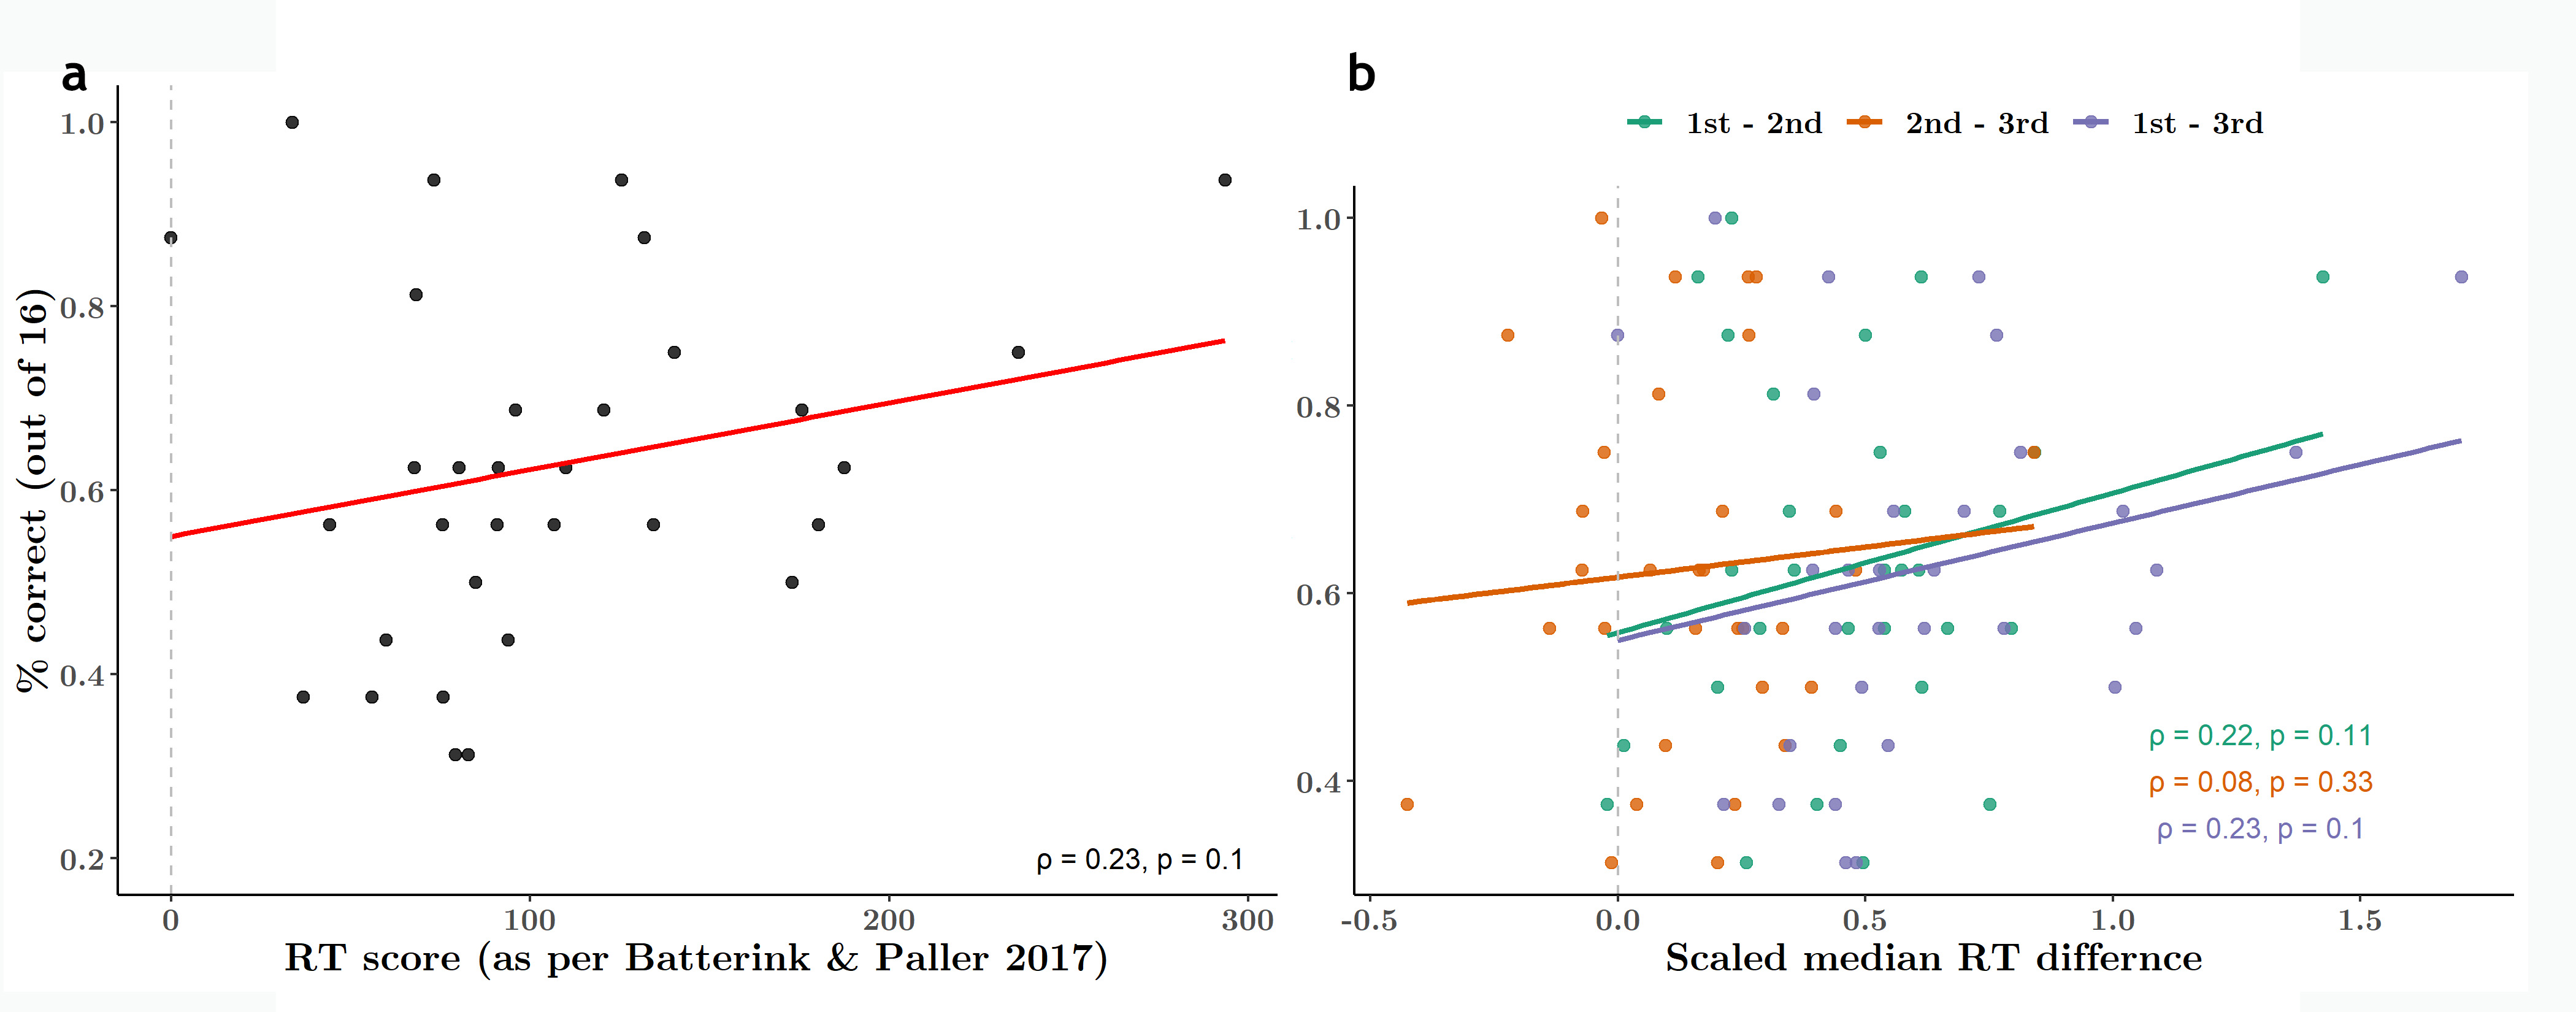 a
% correct (out of 16)
1.0
0.8
0.6
0.4
0.2
0
100
200
300
RT score (as per Batterink & Paller 2017)
ρ = 0.23, p = 0.1
b
1st - 2nd 2nd - 3rd 1st - 3rd
1.0
0.8
0.6
0.4
-0.5
0.0
0.5
1.0
1.5
Scaled median RT differnce
ρ = 0.22, p = 0.11
ρ = 0.08, p = 0.33
ρ = 0.23, p = 0.1